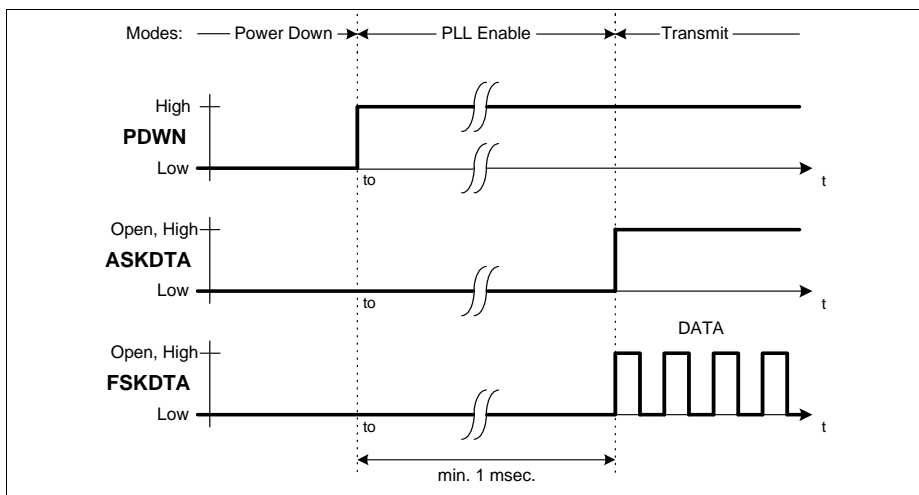 Modes: Power Down PLL Enable Transmit
High
PDWN
Low
to
t
Open, High
ASKDTA
Low
to
t
DATA
Open, High
FSKDTA
Low
to
t
min. 1 msec.